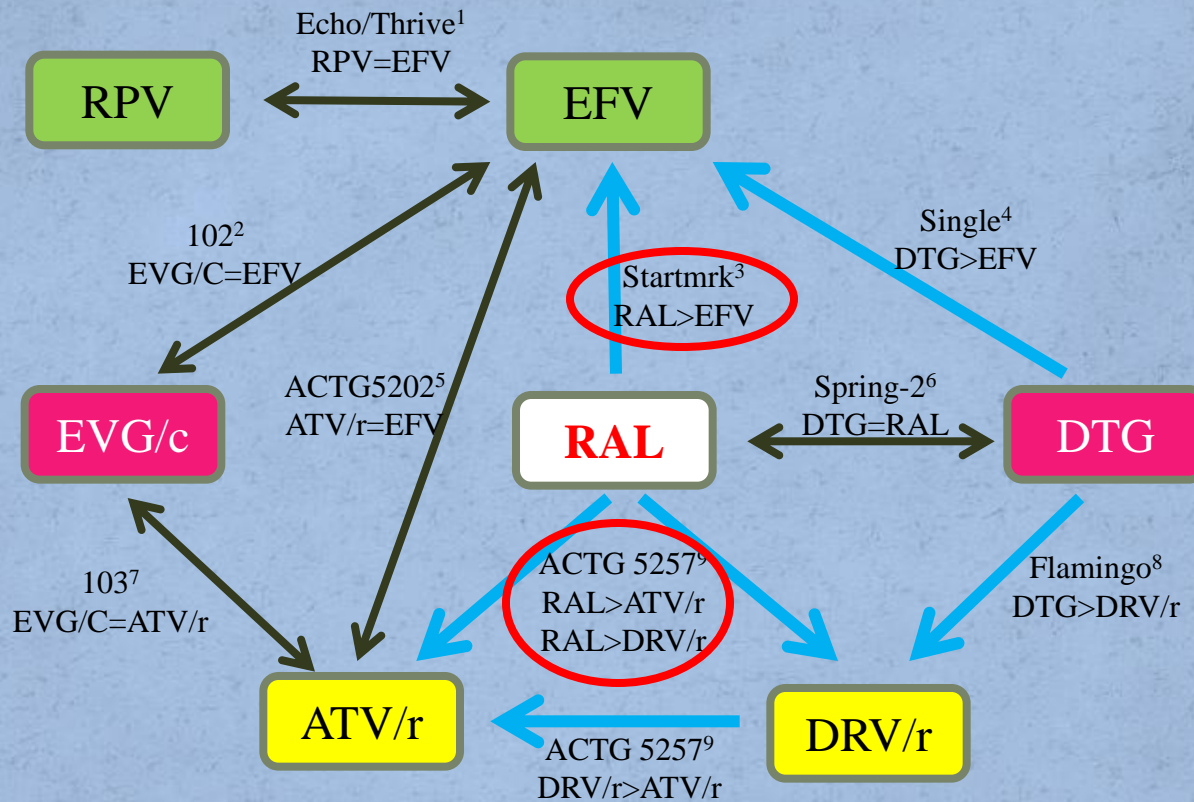 Echo/Thrive¹
RPV=EFV
RPV
EFV
102²
EVG/C=EFV
Startmrk³
RAL>EFV
Single⁴
DTG>EFV
ACTG5202⁵
ATV/r=EFV
Spring-2⁶
DTG=RAL
EVG/c
RAL
DTG
103⁷
EVG/C=ATV/r
ACTG 5257⁹
RAL>ATV/r
RAL>DRV/r
Flamingo⁸
DTG>DRV/r
ATV/r
DRV/r
ACTG 5257⁹
DRV/r>ATV/r